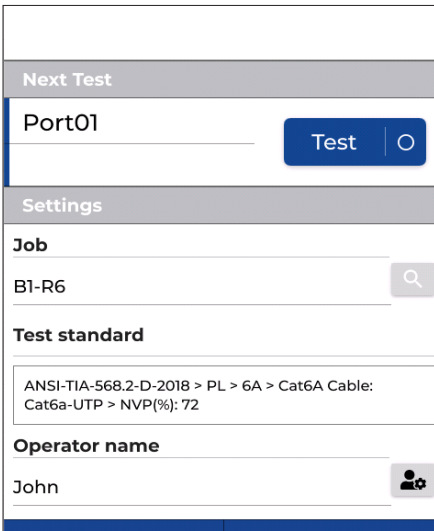 Next Test
Port01
Test
Settings
Job
B1-R6
Test standard
ANSI-TIA-568.2-D-2018 > PL > 6A > Cat6A Cable:
Cat6a-UTP > NVP(%): 72
Operator name
John